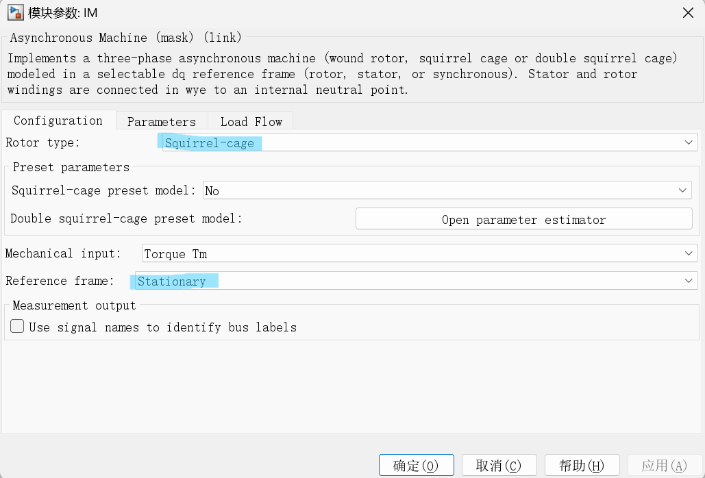 模块参数: IM
Asynchronous Machine (mask) (link)
Implements a three-phase asynchronous machine (wound rotor, squirrel cage or double squirrel cage)
modeled in a selectable dq reference frame (rotor, stator, or synchronous). Stator and rotor
windings are connected in wye to an internal neutral point.
Configuration Parameters Load Flow
Rotor type: Squirrel-cage
Preset parameters
Squirrel-cage preset model: No
Double squirrel-cage preset model: Open parameter estimator
Mechanical input: Torque Tm
Reference frame: Stationary
Measurement output
Use signal names to identify bus labels
确定(O) 取消(C) 帮助(H) 应用(A)